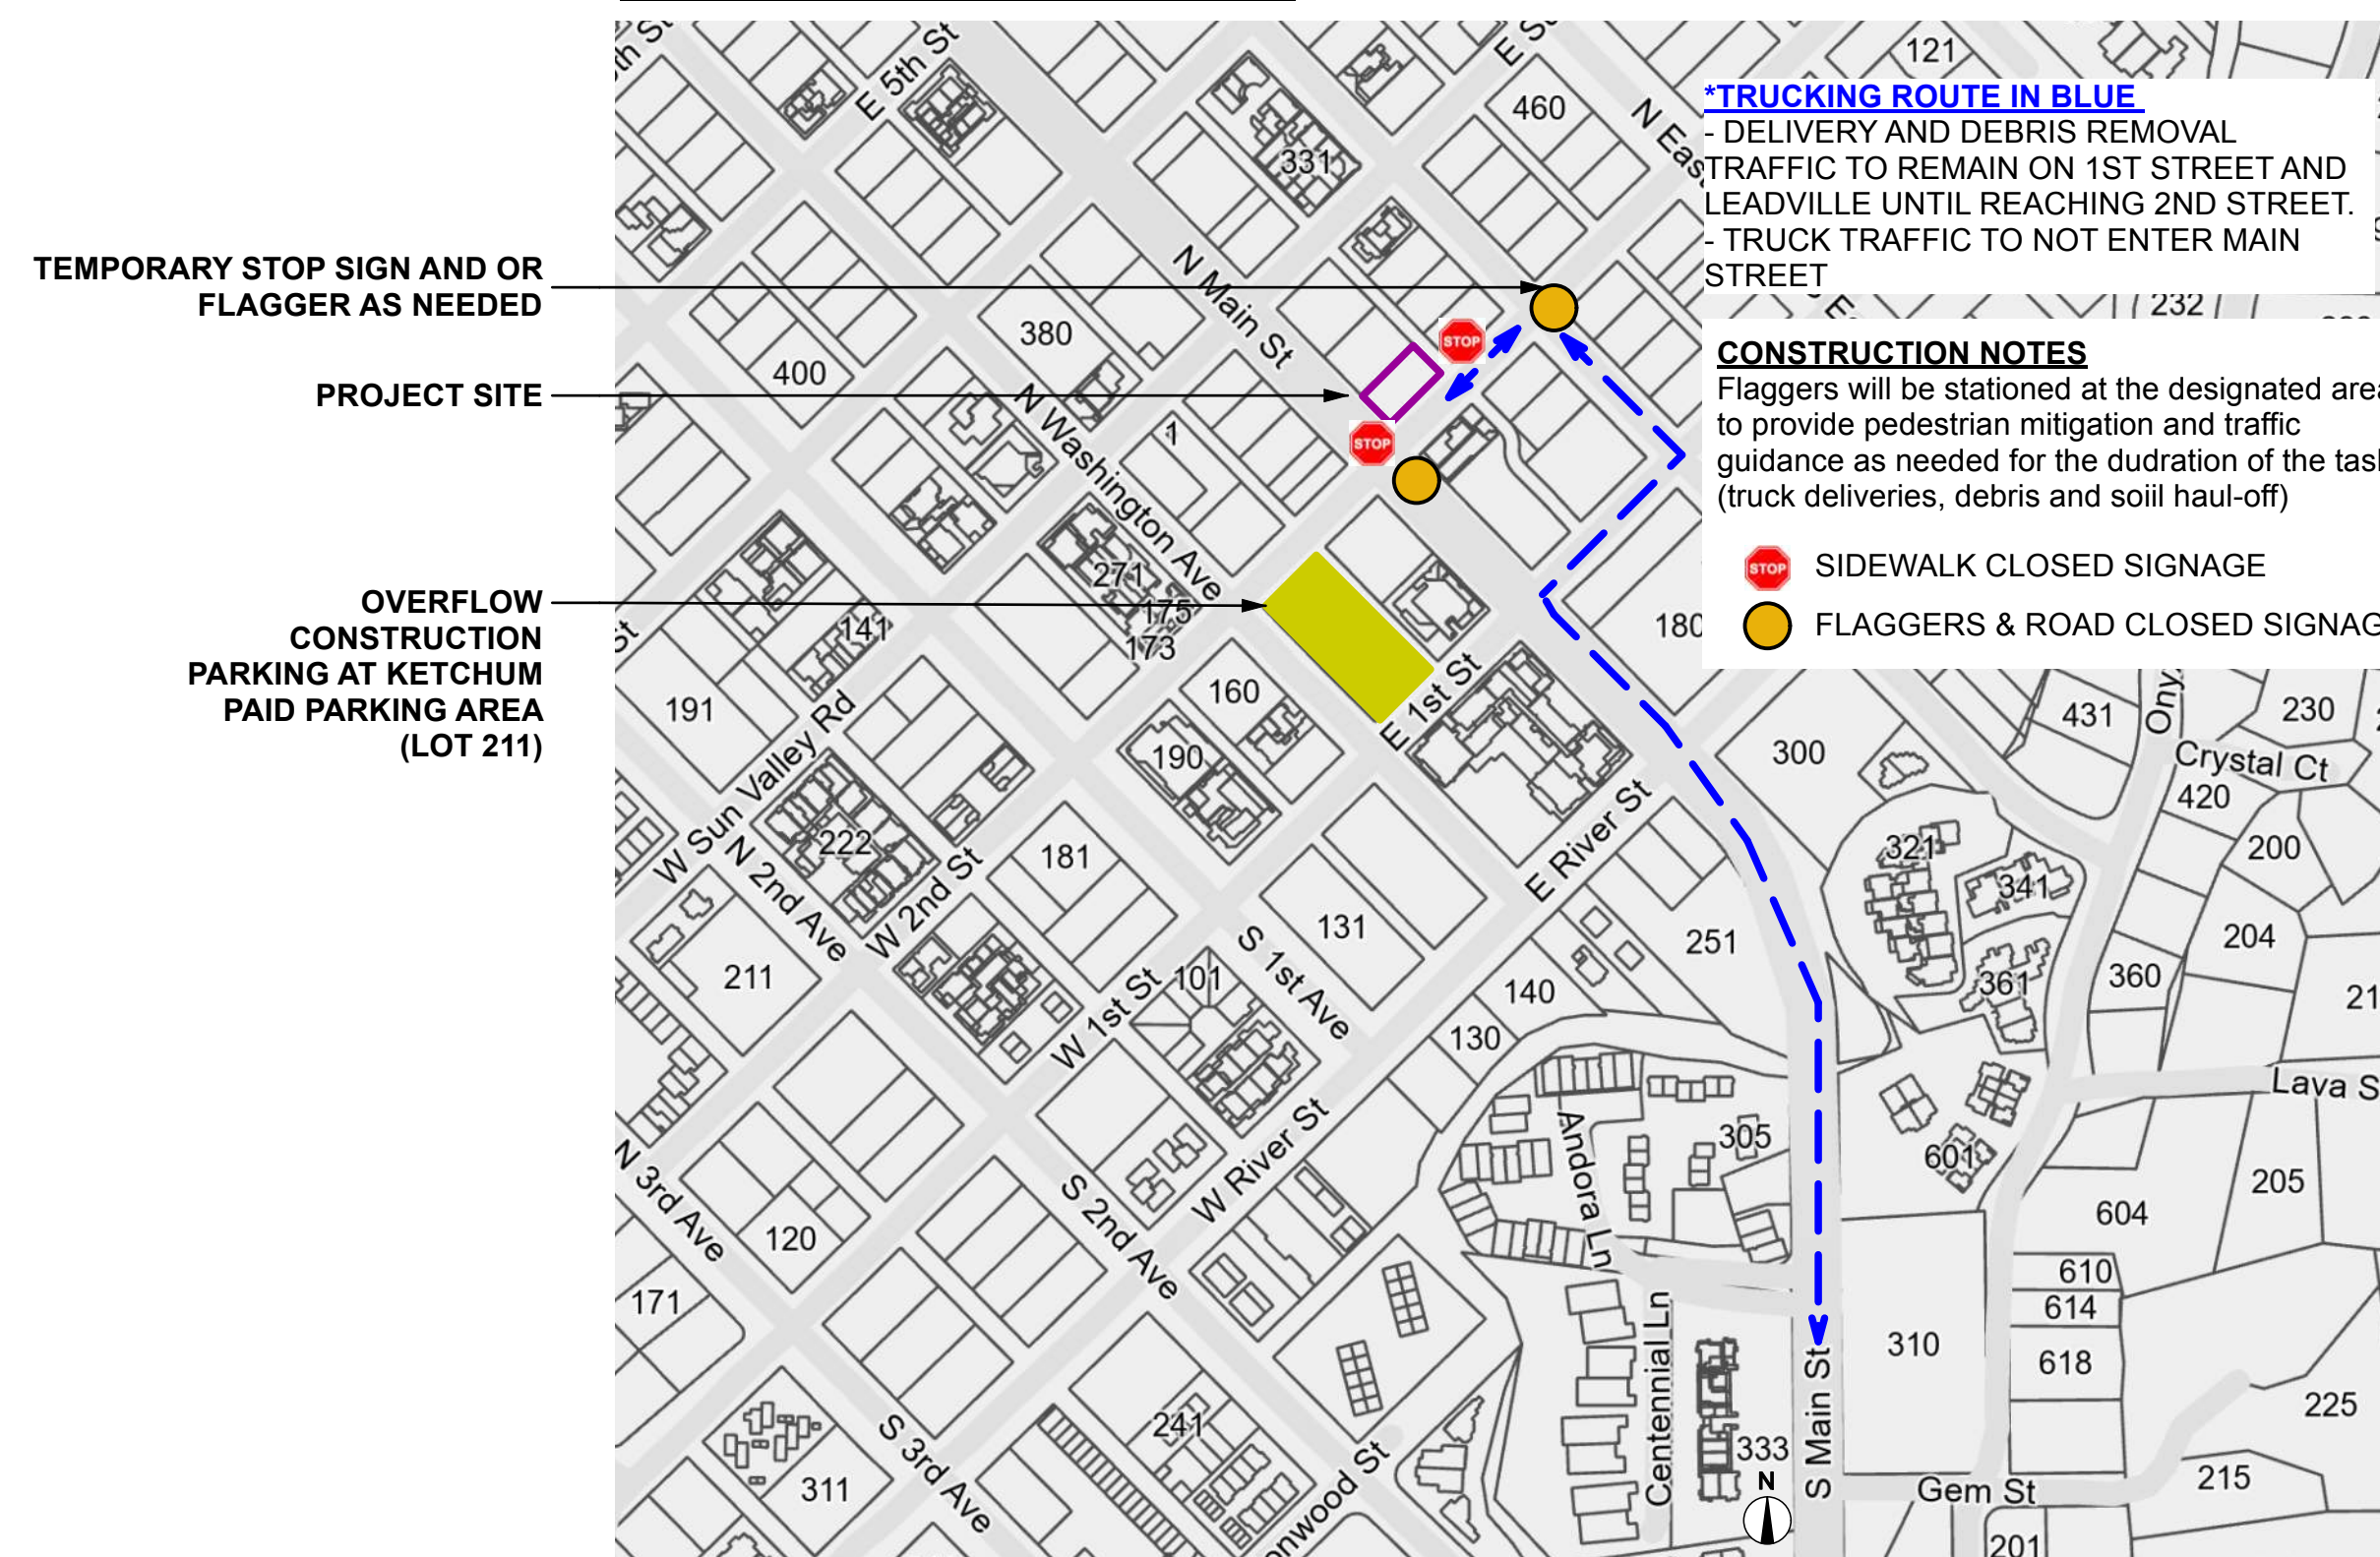 TEMPORARY STOP SIGN AND OR
FLAGGER AS NEEDED
PROJECT SITE
OVERFLOW
CONSTRUCTION
PARKING AT KETCHUM
PAID PARKING AREA
(LOT 211)
*TRUCKING ROUTE IN BLUE
- DELIVERY AND DEBRIS REMOVAL
TRAFFIC TO REMAIN ON 1ST STREET AND
LEADVILLE UNTIL REACHING 2ND STREET.
- TRUCK TRAFFIC TO NOT ENTER MAIN
STREET
CONSTRUCTION NOTES
Flaggers will be stationed at the designated area
to provide pedestrian mitigation and traffic
guidance as needed for the dudration of the task
(truck deliveries, debris and soiil haul-off)
STOP
SIDEWALK CLOSED SIGNAGE
FLAGGERS & ROAD CLOSED SIGNAG
E 5th St
121
460
N East
331
232
N Main St
380
400
STOP
STOP
1
N Washington Ave
271
175
173
141
180
191
160
E 1st St
190
300
431
230
Crystal Ct
420
W Sun Valley Rd
222
N 2nd Ave
W 2nd St
181
E River St
321
200
341
131
251
204
211
101
S 1st Ave
W 1st St
140
130
361
360
21
Lava S
Andora Ln
305
601
W River St
N 3rd Ave
120
S 2nd Ave
205
604
171
610
614
618
310
Centennial Ln
S Main St
225
241
S 3rd Ave
311
333
N
215
Gem St
onwood St
201